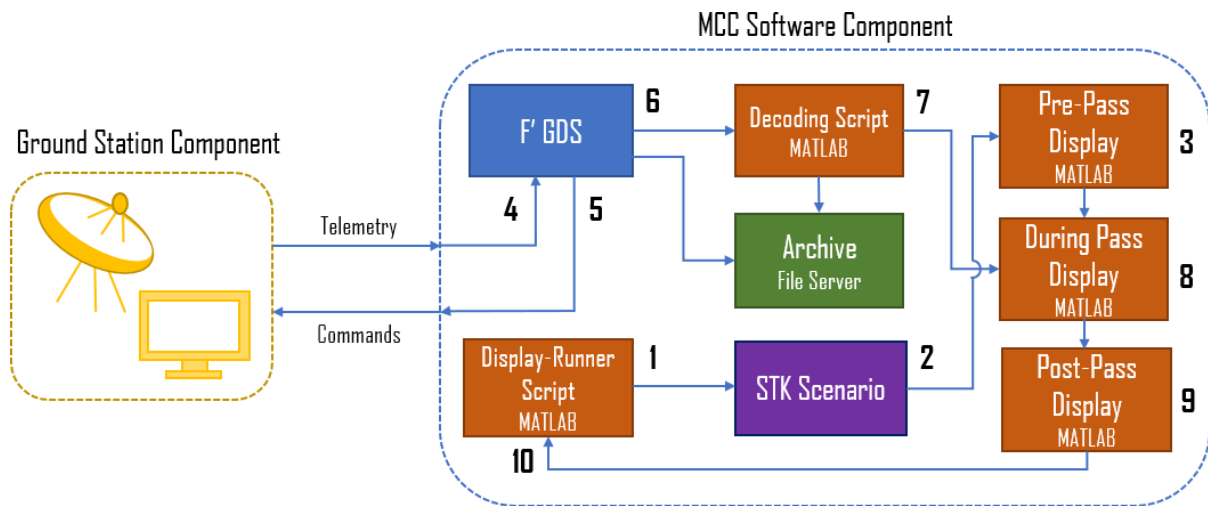 MCC Software Component
Ground Station Component
Telemetry
Commands
F' GDS
4
5
6
Decoding Script
MATLAB
7
Archive
File Server
Display-Runner
Script
MATLAB
1
STK Scenario
2
Pre-Pass
Display
MATLAB
3
During Pass
Display
MATLAB
8
Post-Pass
Display
MATLAB
9
10